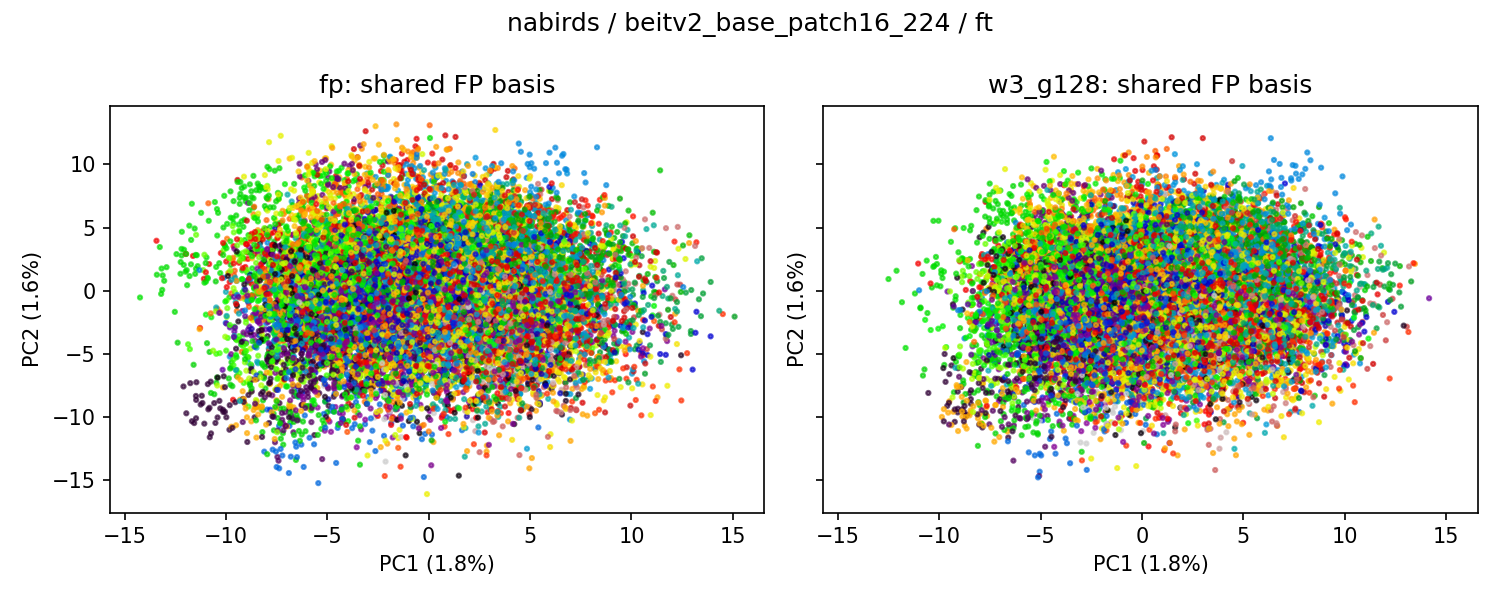 nabirds / beitv2_base_patch16_224 / ft
fp: shared FP basis
w3_g128: shared FP basis
10
5
0
−5
−10
−15
PC2 (1.6%)
PC2 (1.6%)
−15
−10
−5
0
5
10
15
−15
−10
−5
0
5
10
15
PC1 (1.8%)
PC1 (1.8%)